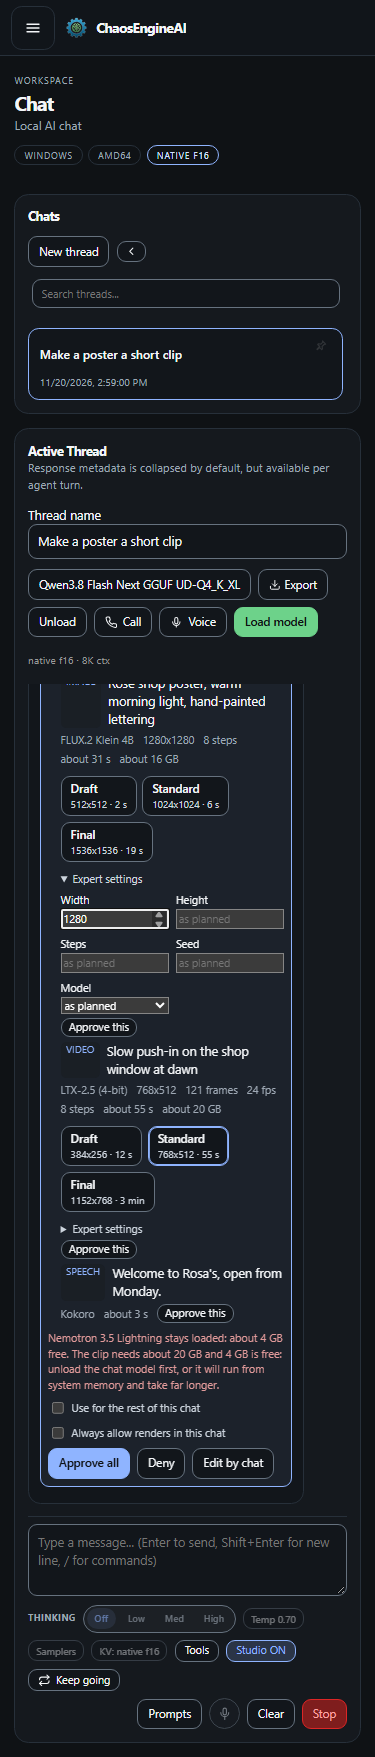 ChaosEngineAI
WORKSPACE
Chat
Local AI chat
WINDOWS AMD64 NATIVE F16
Chats
New thread
Search threads...
Make a poster a short clip
11/20/2026, 2:59:00 PM
Active Thread
Response metadata is collapsed by default, but available per
agent turn.
Thread name
Make a poster a short clip
Qwen3.8 Flash Next GGUF UD-Q4_K_XL Export
Unload Call Voice Load model
native f16 · 8K ctx
Rose shop poster, warm
morning light, hand-painted
lettering
FLUX.2 Klein 4B 1280x1280 8 steps
about 31 s about 16 GB
Draft Standard
512x512 · 2 s 1024x1024 · 6 s
Final
1536x1536 · 19 s
▼ Expert settings
Width Height
1280 as planned
Steps Seed
as planned as planned
Model
as planned
Approve this
VIDEO Slow push-in on the shop
window at dawn
LTX-2.5 (4-bit) 768x512 121 frames 24 fps
8 steps about 55 s about 20 GB
Draft Standard
384x256 · 12 s 768x512 · 55 s
Final
1152x768 · 3 min
▶ Expert settings
Approve this
SPEECH Welcome to Rosa's, open from
Monday.
Kokoro about 3 s Approve this
Nemotron 3.5 Lightning stays loaded: about 4 GB
free. The clip needs about 20 GB and 4 GB is free:
unload the chat model first, or it will run from
system memory and take far longer.
Use for the rest of this chat
Always allow renders in this chat
Approve all Deny Edit by chat
Type a message... (Enter to send, Shift+Enter for new
line, / for commands)
THINKING Off Low Med High Temp 0.70
Samplers KV: native f16 Tools Studio ON
Keep going
Prompts Clear Stop